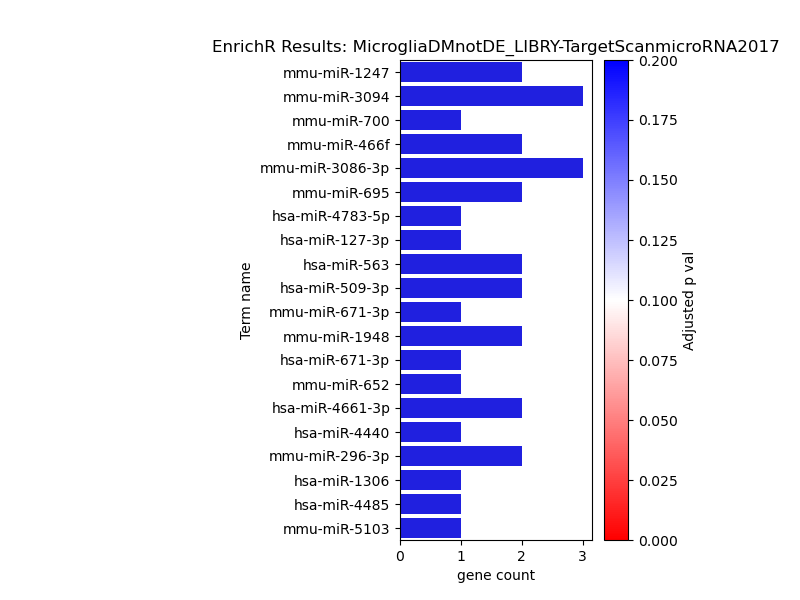 EnrichR Results: MicrogliaDMnotDE_LIBRY-TargetScanmicroRNA2017
mmu-miR-1247
mmu-miR-3094
mmu-miR-700
mmu-miR-466f
mmu-miR-3086-3p
mmu-miR-695
hsa-miR-4783-5p
hsa-miR-127-3p
hsa-miR-563
hsa-miR-509-3p
mmu-miR-671-3p
mmu-miR-1948
hsa-miR-671-3p
mmu-miR-652
hsa-miR-4661-3p
hsa-miR-4440
mmu-miR-296-3p
hsa-miR-1306
hsa-miR-4485
mmu-miR-5103
Term name
0 1 2 3
gene count
0.200
0.175
0.150
0.125
0.100
0.075
0.050
0.025
0.000
Adjusted p val